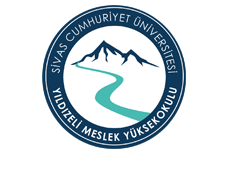 SİVAS CUMHURİYET ÜNİVERSİTESİ
YILDIZELİ MESLEK YÜKSEKOKULU